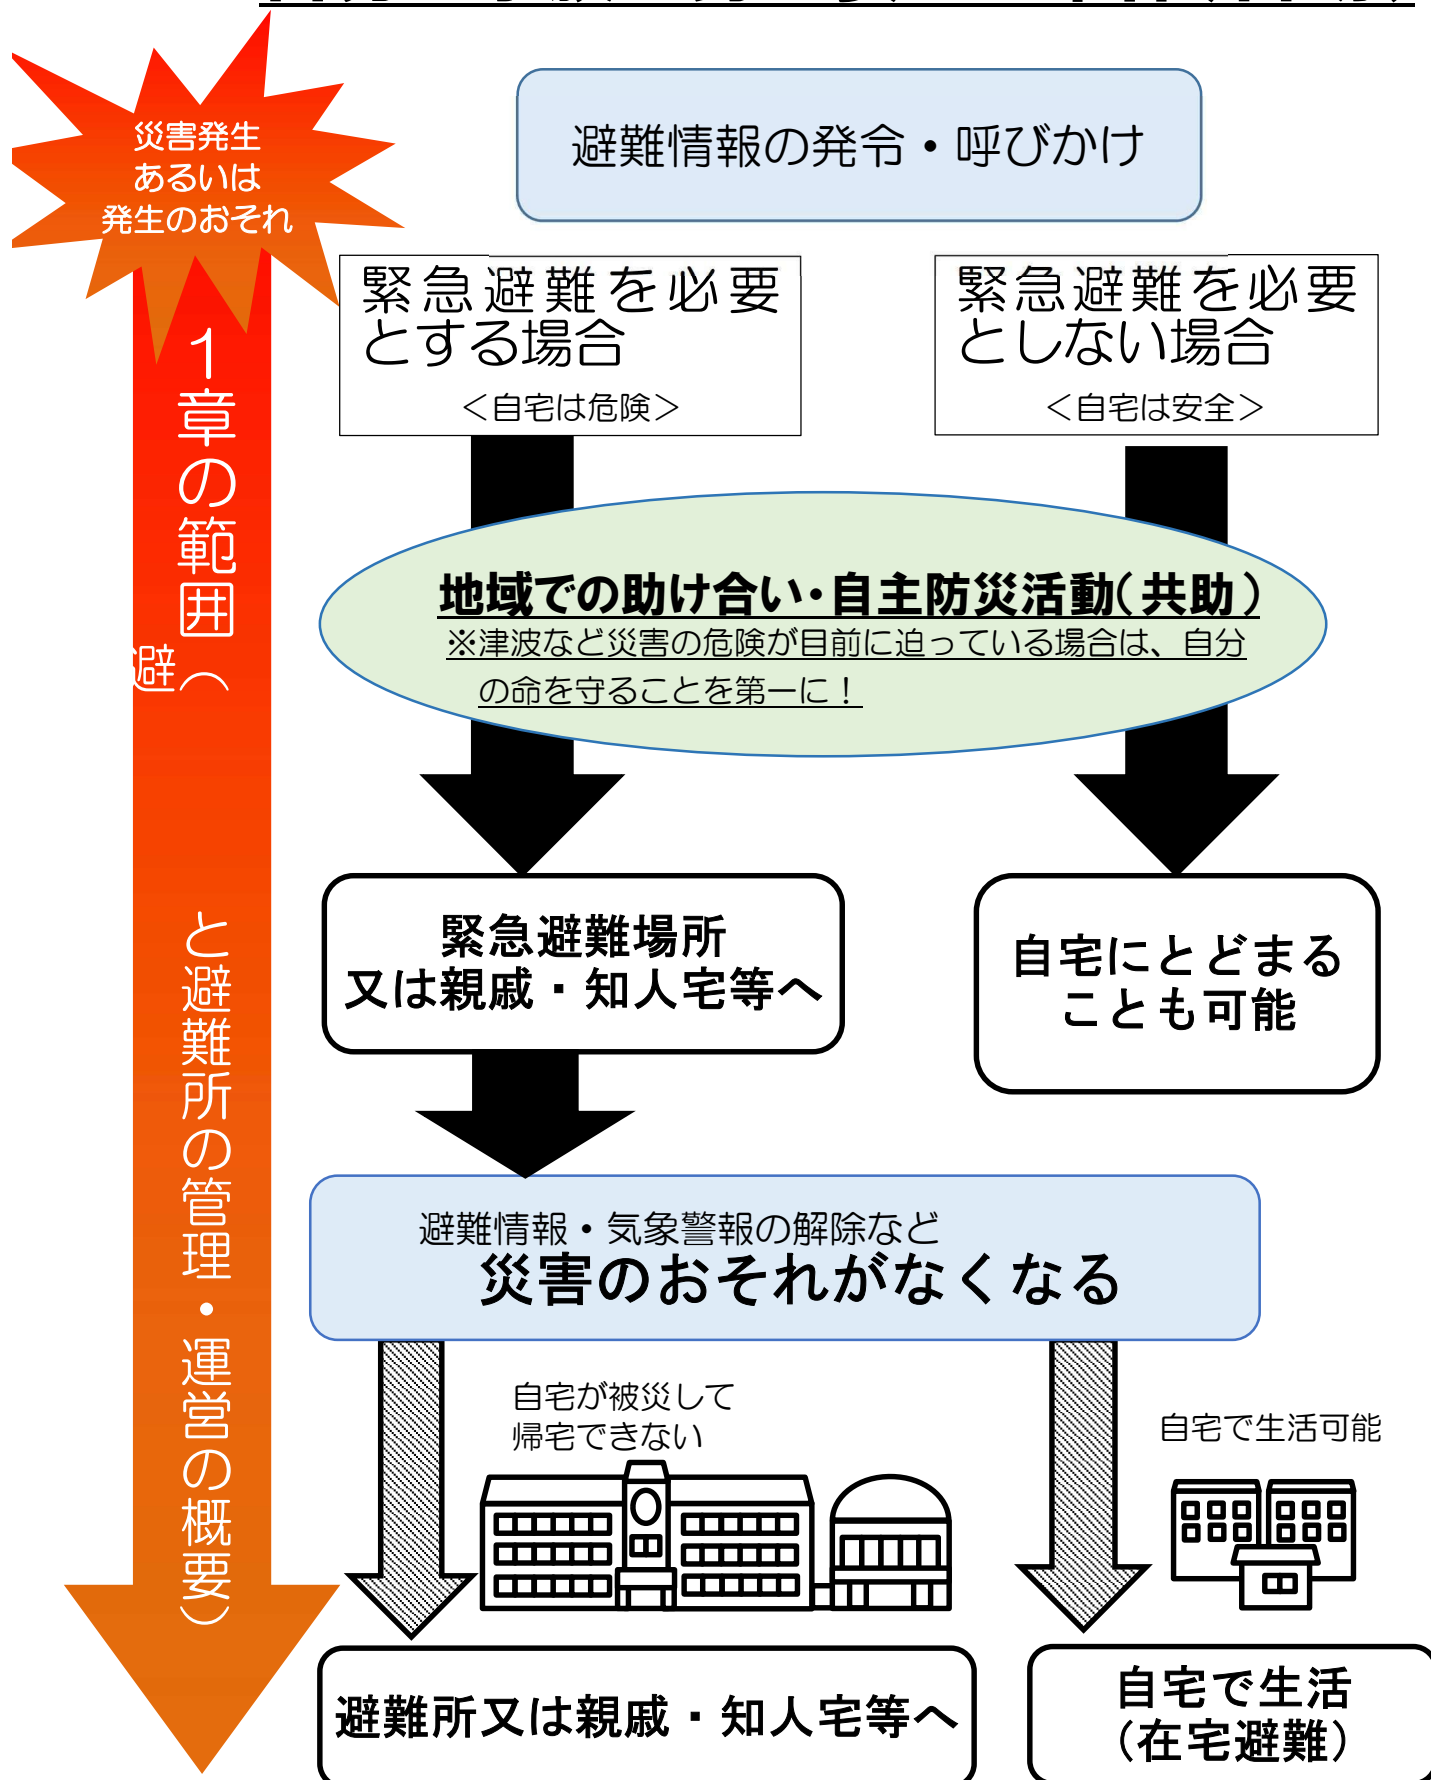 災害発生
あるいは
発生のおそれ
避難情報の発令・呼びかけ
緊急避難を必要
とする場合
＜自宅は危険＞
緊急避難を必要
としない場合
＜自宅は安全＞
地域での助け合い・自主防災活動（共助）
※津波など災害の危険が目前に迫っている場合は、自分
の命を守ることを第一に！
緊急避難場所
又は親戚・知人宅等へ
自宅にとどまる
ことも可能
避難情報・気象警報の解除など
災害のおそれがなくなる
自宅が被災して
帰宅できない
自宅で生活可能
避難所又は親戚・知人宅等へ
自宅で生活
（在宅避難）
１章の範囲（
避
と避難所の管理・運営の概要）